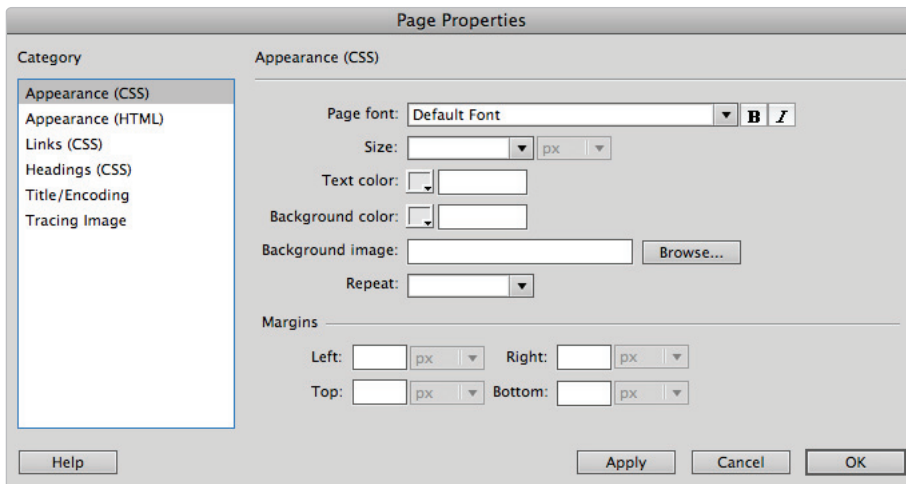 Page Properties
Category
Appearance (CSS)
Appearance (HTML)
Links (CSS)
Headings (CSS)
Title/Encoding
Tracing Image
Appearance (CSS)
Page font: Default Font B I
Size: px
Text color:
Background color:
Background image: Browse...
Repeat:
Margins
Left: px Right: px
Top: px Bottom: px
Help Apply Cancel OK